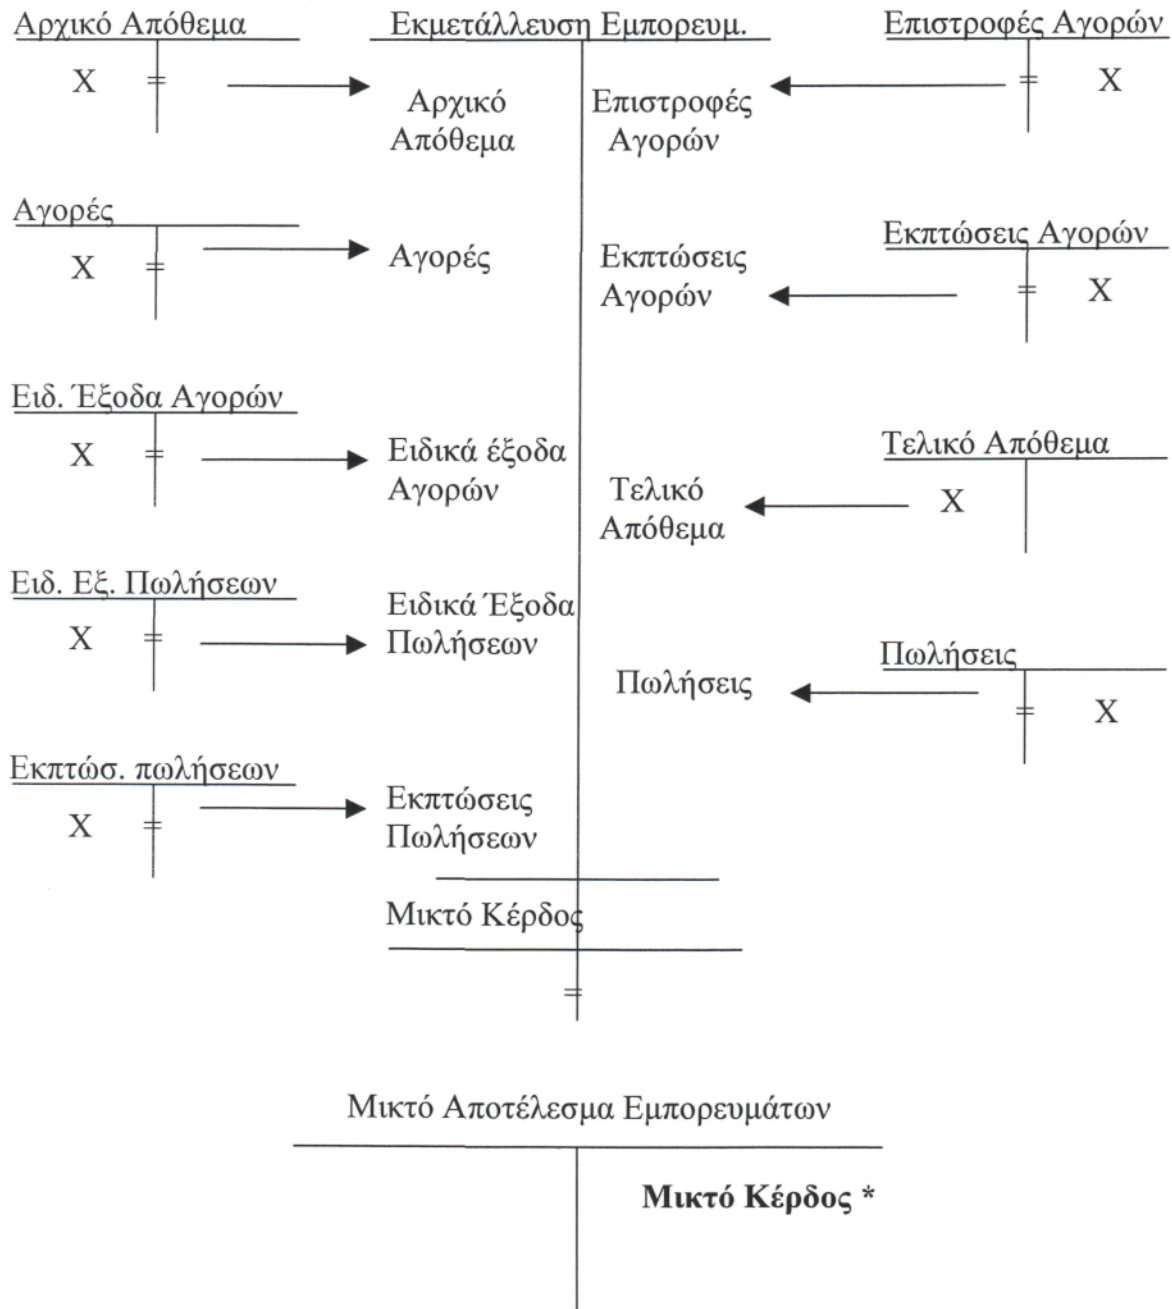 Αρχικό Απόθεμα Εκμετάλλευση Εμπορευμ. Επιστροφές Αγορών
Χ Χ
Αρχικό Επιστροφές
Απόθεμα Αγορών
Αγορές Εκπτώσεις Αγορών
Χ Αγορές Εκπτώσεις
Αγορών Χ
Ειδ. Έξοδα Αγορών Τελικό Απόθεμα
Χ Ειδικά έξοδα
Αγορών Τελικό Χ
Απόθεμα
Ειδ. Εξ. Πωλήσεων
Χ Ειδικά Έξοδα
Πωλήσεων Πωλήσεις
Πωλήσεις Χ
Εκπτώσ. πωλήσεων
Χ Εκπτώσεις
Πωλήσεων
Μικτό Κέρδος
Μικτό Αποτέλεσμα Εμπορευμάτων
Μικτό Κέρδος *